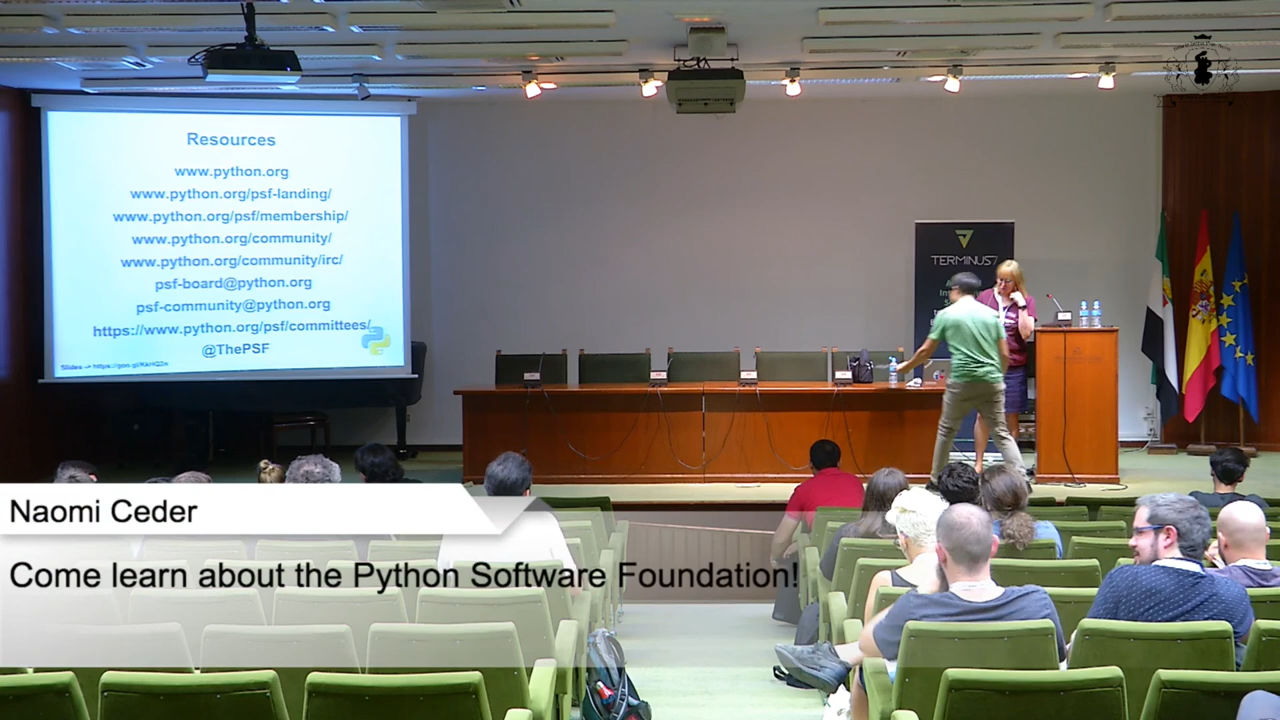 Resources
www.python.org
www.python.org/psf-landing/
www.python.org/psf/membership/
www.python.org/community/
www.python.org/community/irc/
psf-board@python.org
psf-community@python.org
https://www.python.org/psf/committees/
@ThePSF
Slides ->
TERMINUS7
Naomi Ceder
Come learn about the Python Software Foundation!